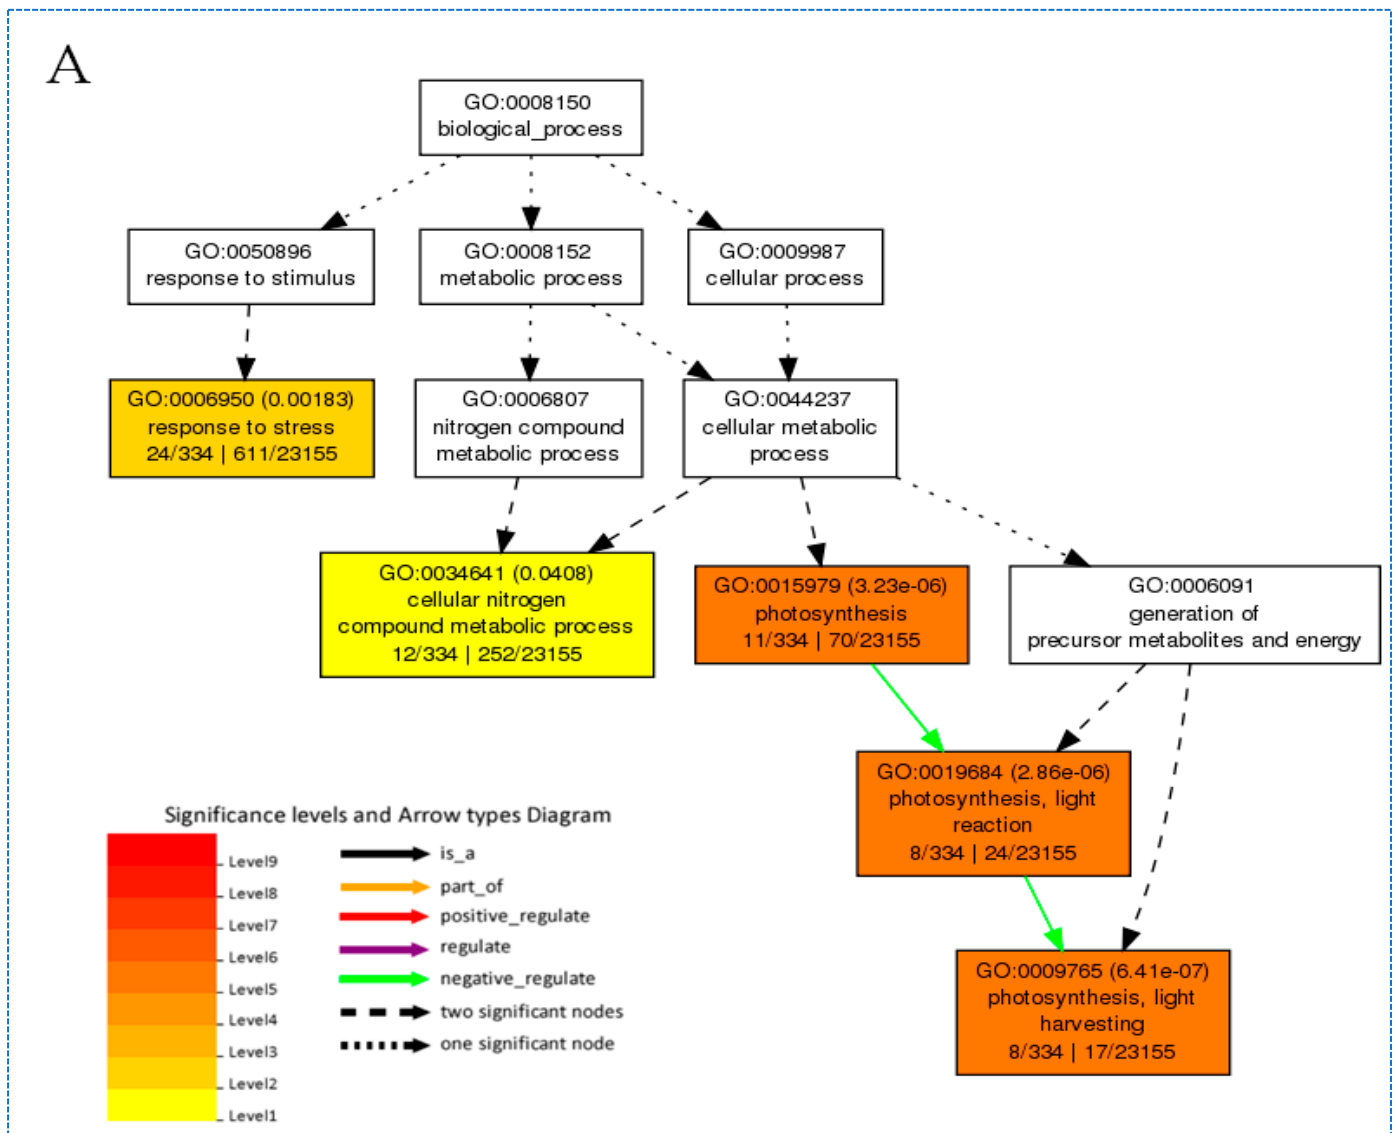 A
GO:0008150
biological_process
GO:0050896
response to stimulus
GO:0008152
metabolic process
GO:0009987
cellular process
GO:0006950 (0.00183)
response to stress
24/334 | 611/23155
GO:0006807
nitrogen compound
metabolic process
GO:0044237
cellular metabolic
process
GO:0034641 (0.0408)
cellular nitrogen
compound metabolic process
12/334 | 252/23155
GO:0015979 (3.23e-06)
photosynthesis
11/334 | 70/23155
GO:0006091
generation of
precursor metabolites and energy
GO:0019684 (2.86e-06)
photosynthesis, light
reaction
8/334 | 24/23155
GO:0009765 (6.41e-07)
photosynthesis, light
harvesting
8/334 | 17/23155
Significance levels and Arrow types Diagram
Level9
Level8
Level7
Level6
Level5
Level4
Level3
Level2
Level1
is_a
part_of
positive_regulate
regulate
negative_regulate
two significant nodes
one significant node